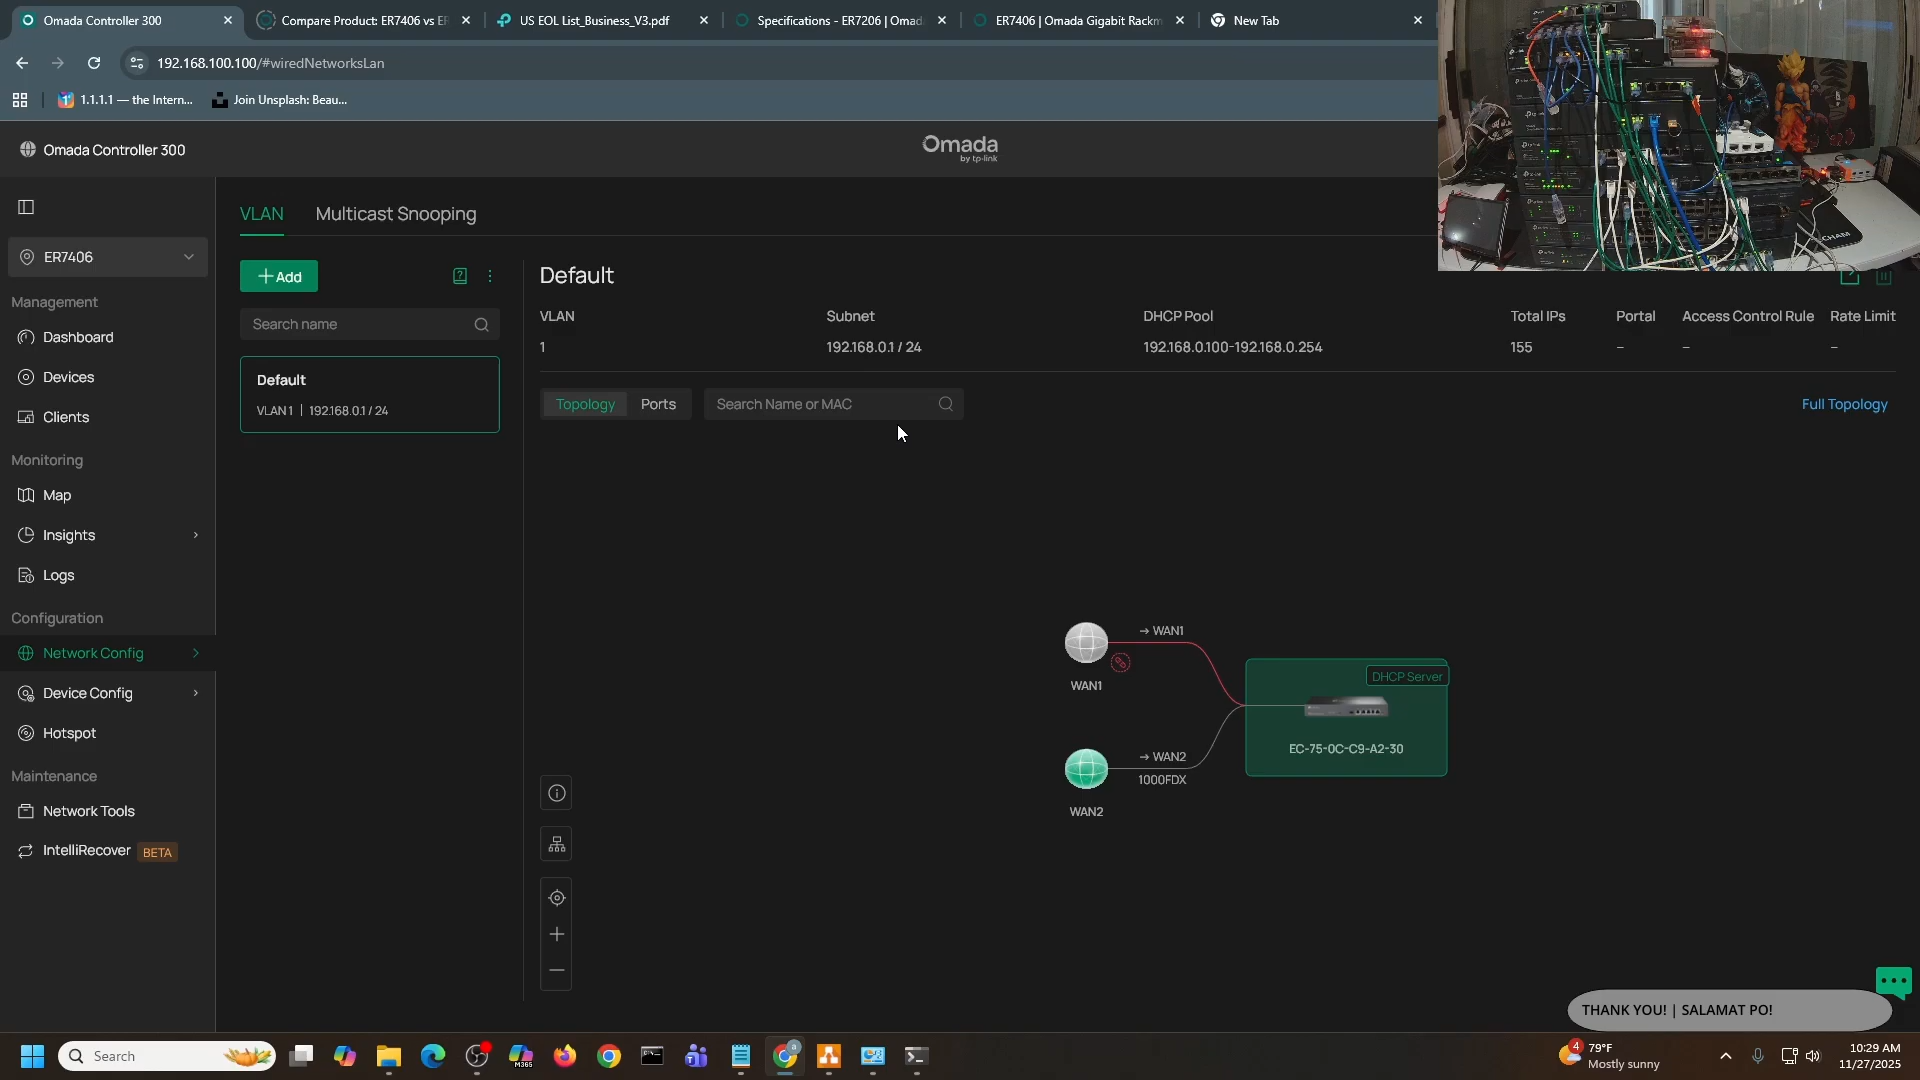 Omada Controller 300
Compare Product: ER7406 vs ER
US EOL List_Business_V3.pdf
Specifications - ER7206 | Omad
ER7406 | Omada Gigabit Rackm
New Tab
192.168.100.100/#wiredNetworksLan
1.1.1.1 — the Intern...
Join Unsplash: Beau...
Omada Controller 300
Omada
by tp-link
ER7406
Management
Dashboard
Devices
Clients
Monitoring
Map
Insights
Logs
Configuration
Network Config
Device Config
Hotspot
Maintenance
Network Tools
IntelliRecover BETA
VLAN
Multicast Snooping
Add
Search name
Default
VLAN 1 | 192.168.0.1 / 24
Default
VLAN Subnet DHCP Pool Total IPs Portal Access Control Rule Rate Limit
1 192.168.0.1 / 24 192.168.0.100-192.168.0.254 155 – – –
Topology Ports Search Name or MAC Full Topology
WAN1
WAN1
DHCP Server
EC-75-0C-C9-A2-30
WAN2
1000FDX
WAN2
THANK YOU! | SALAMAT PO!
Search
M365
4
79°F
Mostly sunny
10:29 AM
11/27/2025